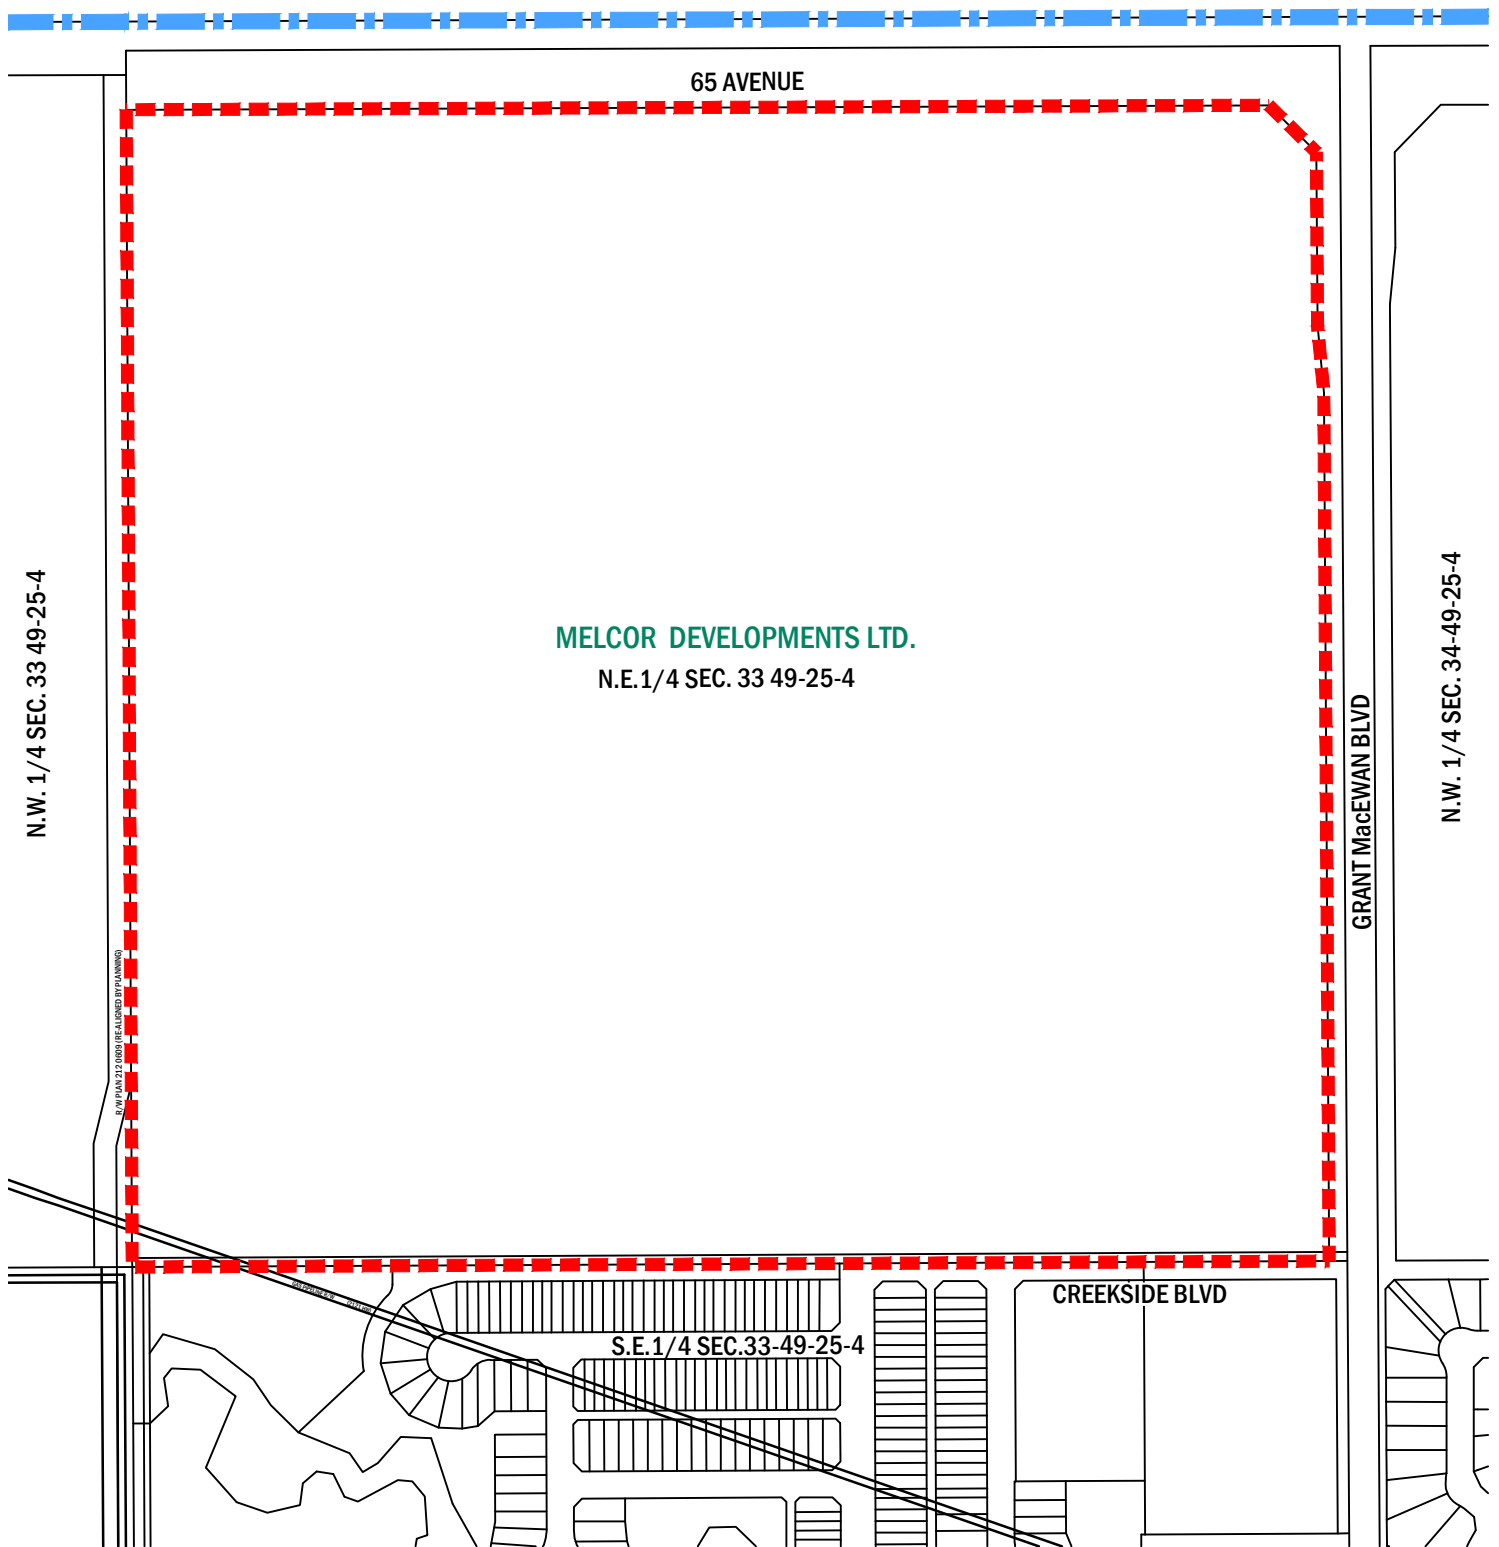 65 AVENUE
N.W. 1/4 SEC. 33 49-25-4
MELCOR DEVELOPMENTS LTD.
N.E.1/4 SEC. 33 49-25-4
GRANT MacEWAN BLVD
N.W. 1/4 SEC. 34-49-25-4
R/W PLAN 212 0609 (RE-ALIGNED BY PLANNING)
CREEKSIDE BLVD
S.E.1/4 SEC.33-49-25-4